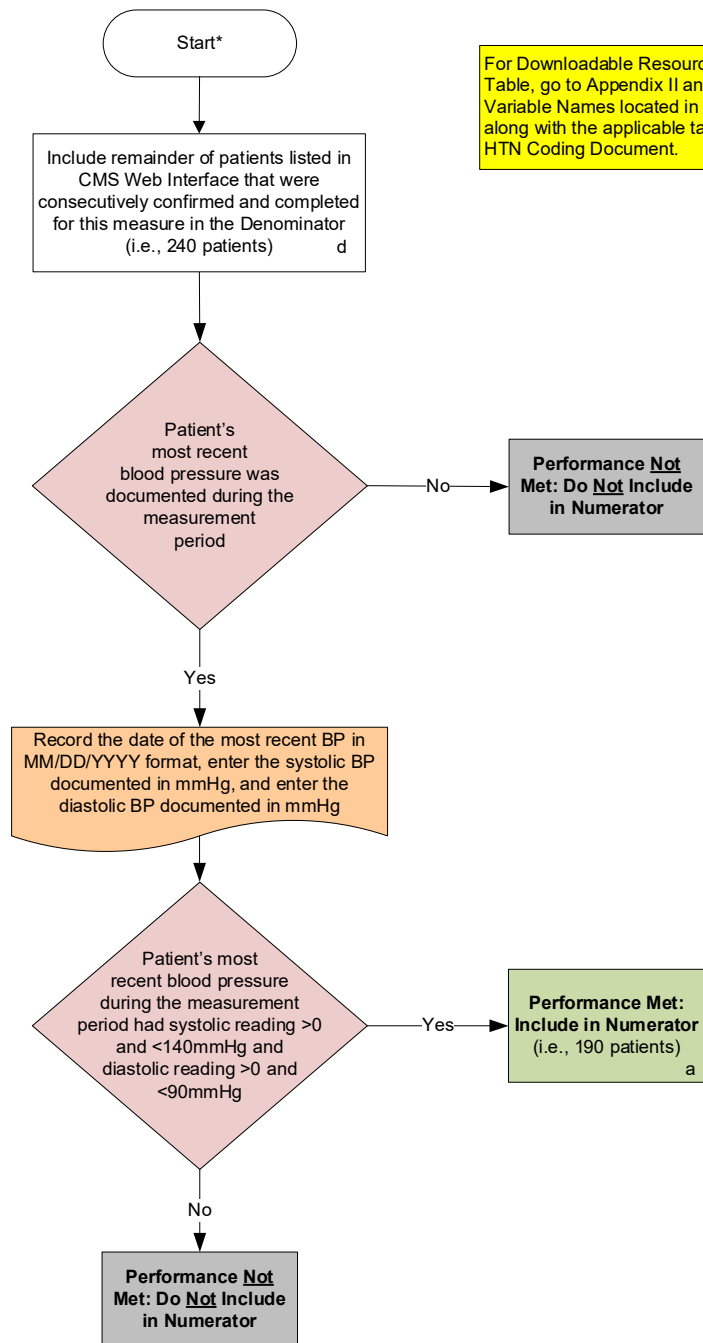 Start*
For Downloadable Resour
Table, go to Appendix II an
Variable Names located in
along with the applicable ta
HTN Coding Document.
Include remainder of patients listed in
CMS Web Interface that were
consecutively confirmed and completed
for this measure in the Denominator
(i.e., 240 patients) d
Patient's
most recent
blood pressure was
documented during the
measurement
period
No
Performance Not
Met: Do Not Include
in Numerator
Yes
Record the date of the most recent BP in
MM/DD/YYYY format, enter the systolic BP
documented in mmHg, and enter the
diastolic BP documented in mmHg
Patient's most
recent blood pressure
during the measurement
period had systolic reading >0
and <140mmHg and
diastolic reading >0 and
<90mmHg
Yes
Performance Met:
Include in Numerator
(i.e., 190 patients)
a
No
Performance Not
Met: Do Not Include
in Numerator